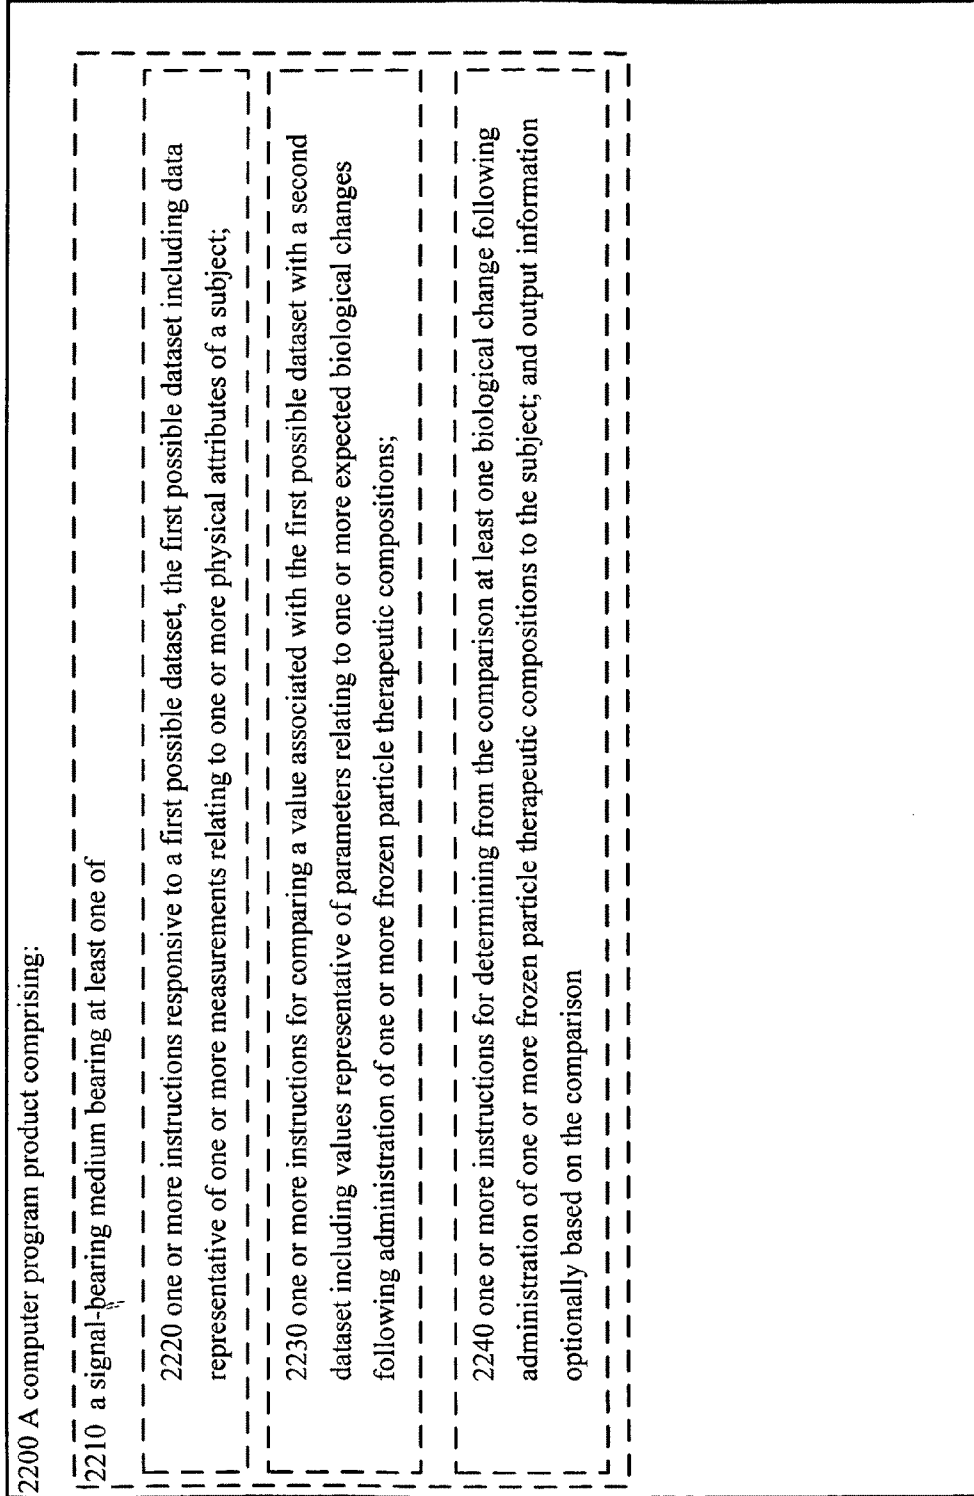 2200 A computer program product comprising:
2210 a signal-bearing medium bearing at least one of
2220 one or more instructions responsive to a first possible dataset, the first possible dataset including data
representative of one or more measurements relating to one or more physical attributes of a subject;
2230 one or more instructions for comparing a value associated with the first possible dataset with a second
dataset including values representative of parameters relating to one or more expected biological changes
following administration of one or more frozen particle therapeutic compositions;
2240 one or more instructions for determining from the comparison at least one biological change following
administration of one or more frozen particle therapeutic compositions to the subject; and output information
optionally based on the comparison